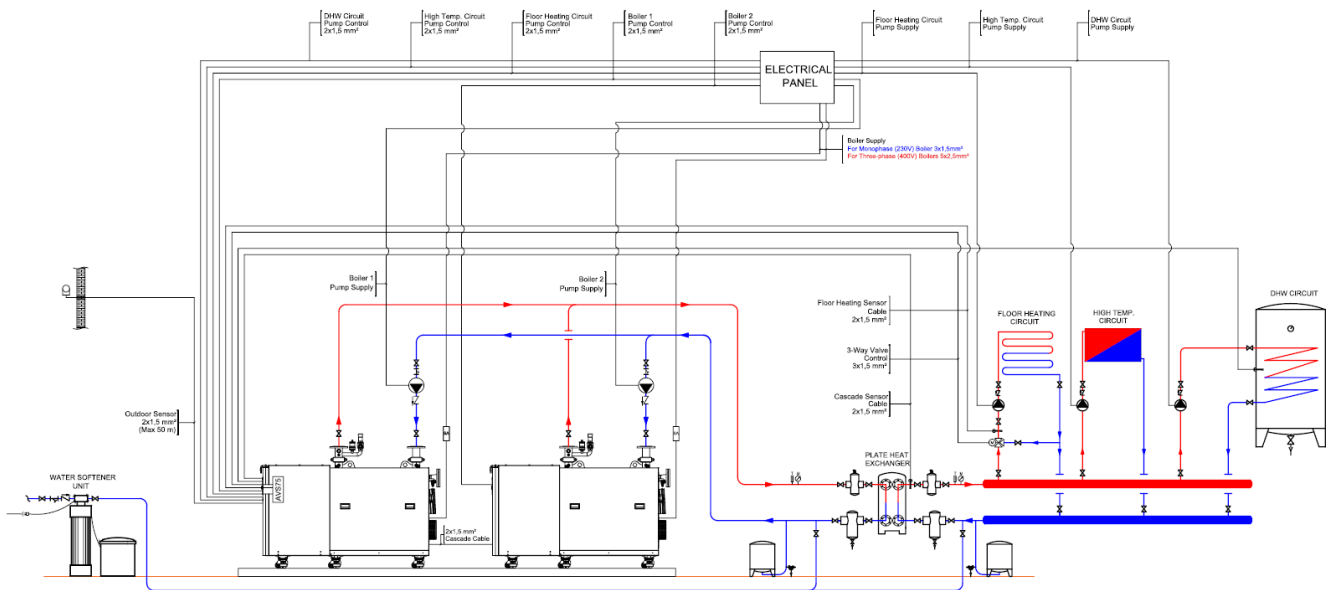 DHW Circuit
Pump Control
2x1,5 mm²
High Temp. Circuit
Pump Control
2x1,5 mm²
Floor Heating Circuit
Pump Control
2x1,5 mm²
Boiler 1
Pump Control
2x1,5 mm²
Boiler 2
Pump Control
2x1,5 mm²
Floor Heating Circuit
Pump Supply
High Temp. Circuit
Pump Supply
DHW Circuit
Pump Supply
ELECTRICAL
PANEL
Boiler Supply
For Monophase (230V) Boiler 3x1,5mm²
For Three-phase (400V) Boilers 5x2,5mm²
Boiler 1
Pump Supply
Boiler 2
Pump Supply
Floor Heating Sensor
Cable
2x1,5 mm²
FLOOR HEATING
CIRCUIT
HIGH TEMP.
CIRCUIT
DHW CIRCUIT
3-Way Valve
Control
3x1,5 mm²
Cascade Sensor
Cable
2x1,5 mm²
Outdoor Sensor
2x1,5 mm²
(Max 50 m)
WATER SOFTENER
UNIT
AVS75
PLATE HEAT
EXCHANGER
2x1,5 mm²
Cascade Cable